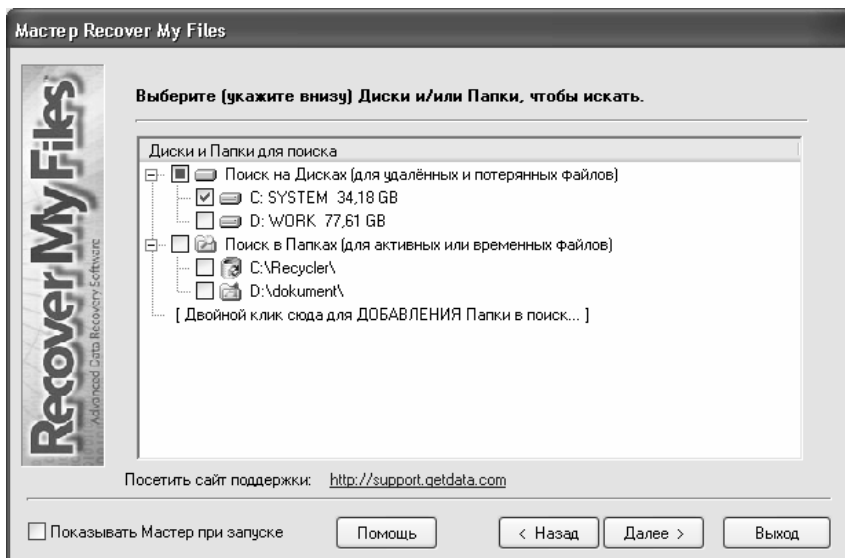 Мастер Recover My Files
Recover My Files
Advanced Data Recovery Software
Выберите (укажите внизу) Диски и/или Папки, чтобы искать.
Диски и Папки для поиска
Поиск на Дисках (для удалённых и потерянных файлов)
C: SYSTEM 34,18 GB
D: WORK 77,61 GB
Поиск в Папках (для активных или временных файлов)
C:\Recycler\
D:\dokument\
[ Двойной клик сюда для ДОБАВЛЕНИЯ Папки в поиск... ]
Посетить сайт поддержки: http://support.getdata.com
Показывать Мастер при запуске Помощь < Назад Далее > Выход